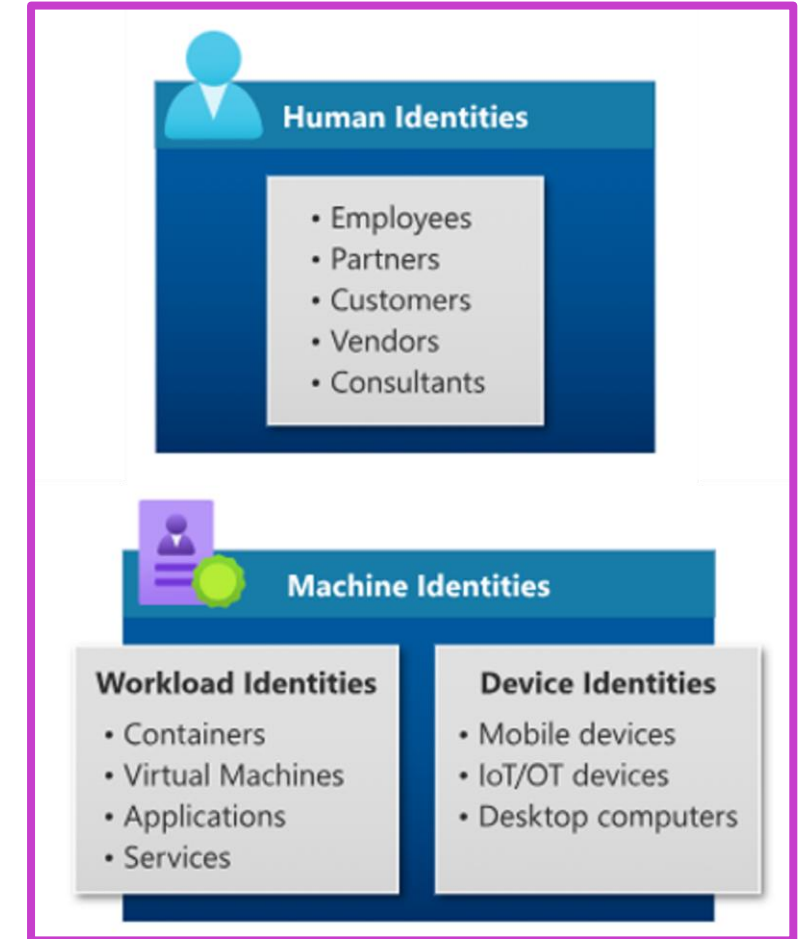 Human Identities
• Employees
• Partners
• Customers
• Vendors
• Consultants
Machine Identities
Workload Identities
• Containers
• Virtual Machines
• Applications
• Services
Device Identities
• Mobile devices
• IoT/OT devices
• Desktop computers